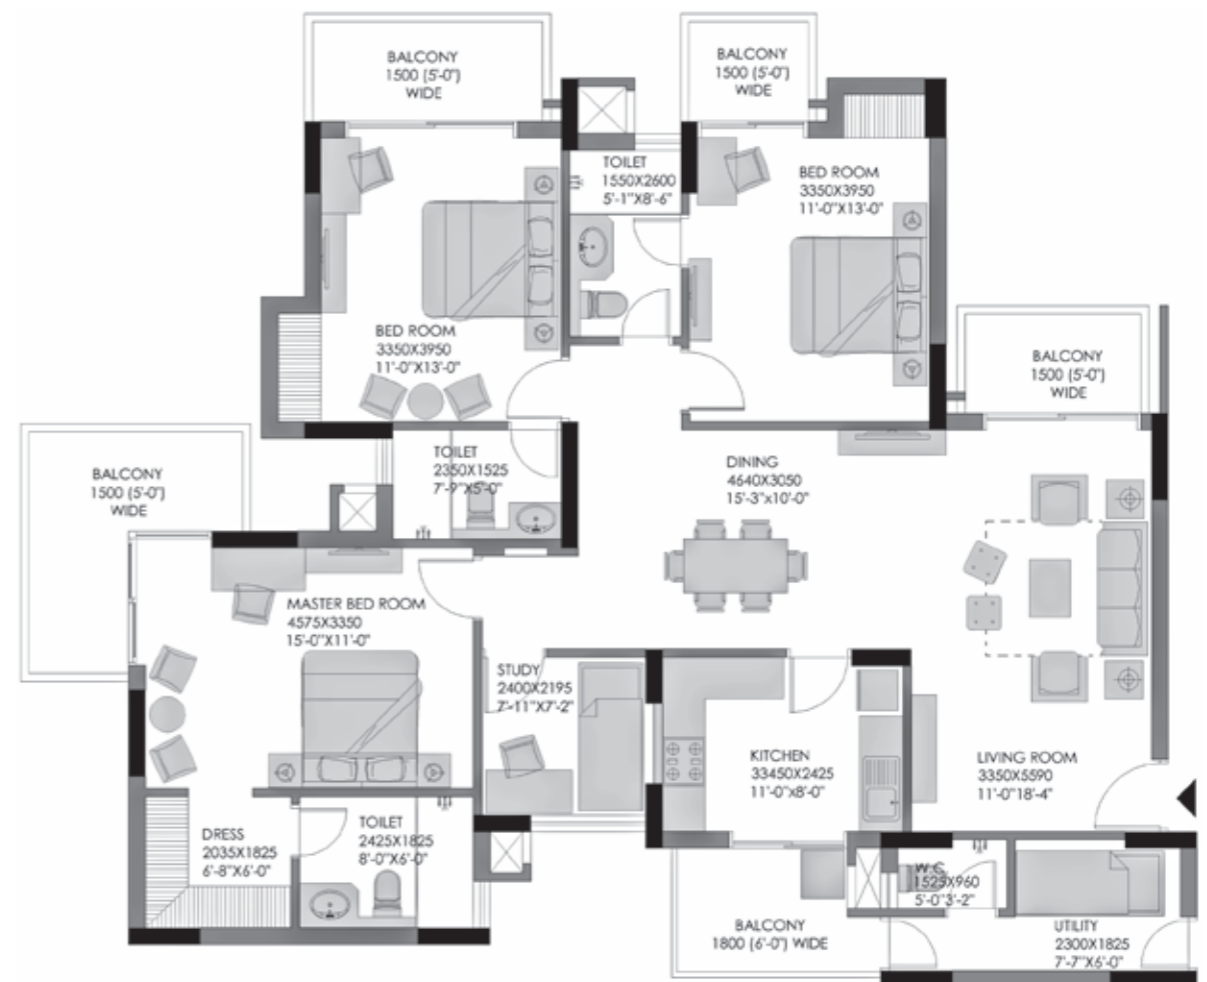 BALCONY
1500 (5'-0")
WIDE
BALCONY
1500 (5'-0")
WIDE
TOILET
1550X2600
5'-1"X8'-6"
BED ROOM
3350X3950
11'-0"X13'-0"
BED ROOM
3350X3950
11'-0"X13'-0"
BALCONY
1500 (5'-0")
WIDE
BALCONY
1500 (5'-0")
WIDE
TOILET
2350X1525
7'-9"X5'-0"
DINING
4640X3050
15'-3"x10'-0"
MASTER BED ROOM
4575X3350
15'-0"X11'-0"
STUDY
2400X2195
7'-11"X7'-2"
KITCHEN
33450X2425
11'-0"x8'-0"
LIVING ROOM
3350X5590
11'-0"18'-4"
DRESS
2035X1825
6'-8"X6'-0"
TOILET
2425X1825
8'-0"X6'-0"
W.C.
1525X960
5'-0"3'-2"
BALCONY
1800 (6'-0") WIDE
UTILITY
2300X1825
7'-7"X6'-0"